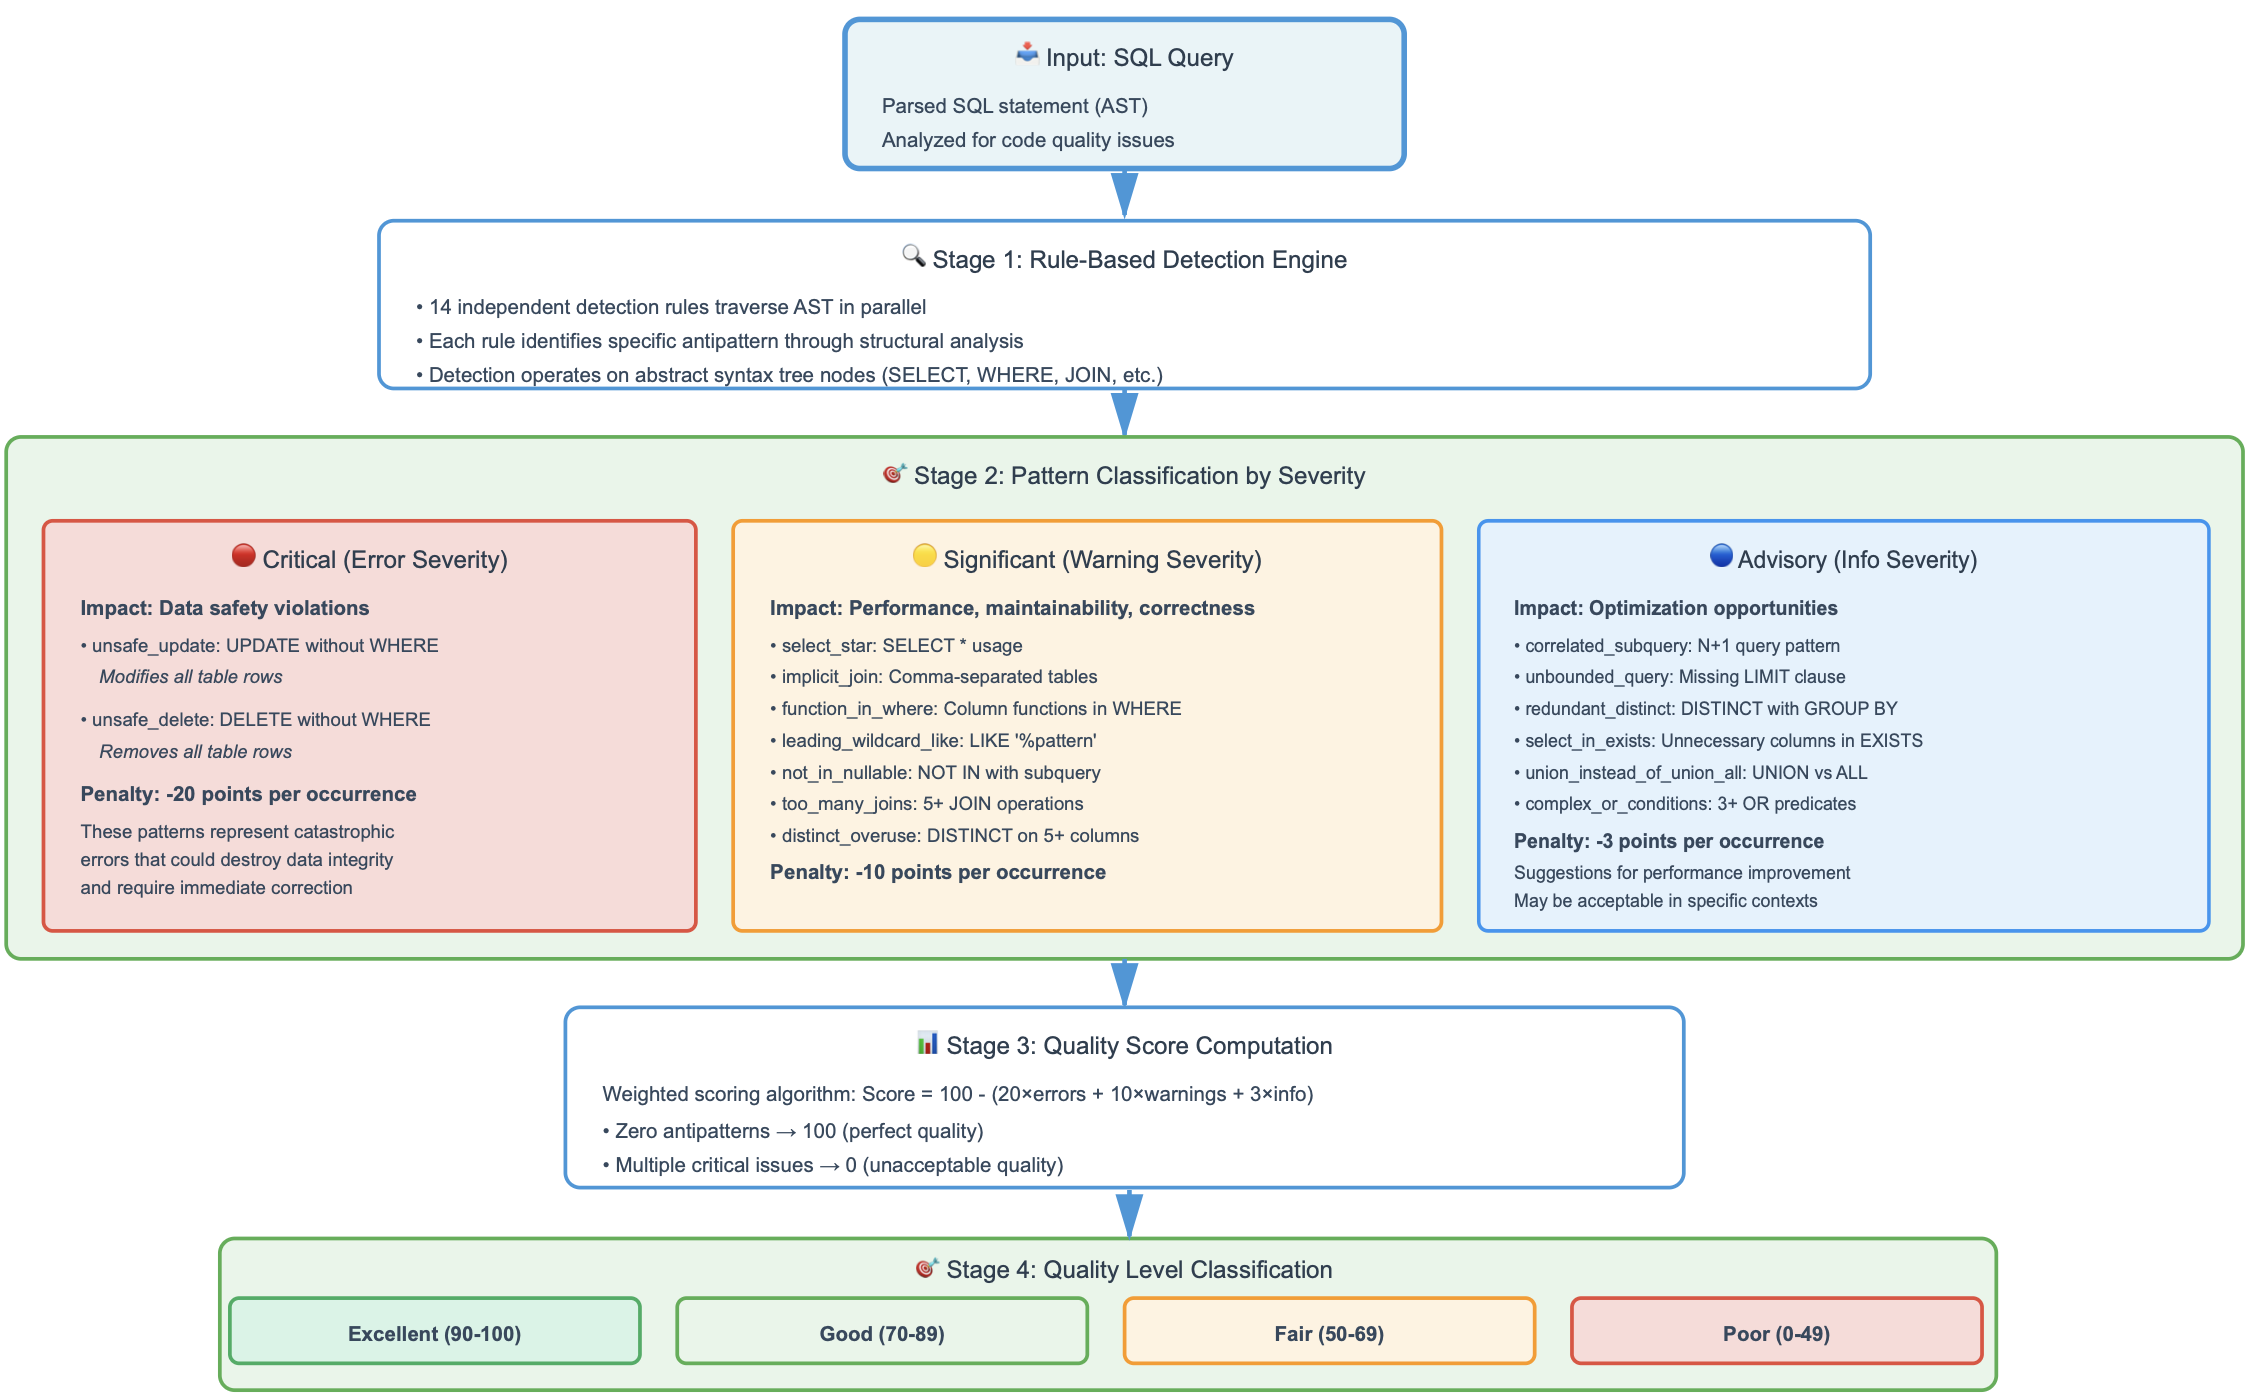 Input: SQL Query
Parsed SQL statement (AST)
Analyzed for code quality issues
Stage 1: Rule-Based Detection Engine
• 14 independent detection rules traverse AST in parallel
• Each rule identifies specific antipattern through structural analysis
• Detection operates on abstract syntax tree nodes (SELECT, WHERE, JOIN, etc.)
Stage 2: Pattern Classification by Severity
Critical (Error Severity)
Impact: Data safety violations
• unsafe_update: UPDATE without WHERE
Modifies all table rows
• unsafe_delete: DELETE without WHERE
Removes all table rows
Penalty: -20 points per occurrence
These patterns represent catastrophic
errors that could destroy data integrity
and require immediate correction
Significant (Warning Severity)
Impact: Performance, maintainability, correctness
• select_star: SELECT * usage
• implicit_join: Comma-separated tables
• function_in_where: Column functions in WHERE
• leading_wildcard_like: LIKE '%pattern'
• not_in_nullable: NOT IN with subquery
• too_many_joins: 5+ JOIN operations
• distinct_overuse: DISTINCT on 5+ columns
Penalty: -10 points per occurrence
Advisory (Info Severity)
Impact: Optimization opportunities
• correlated_subquery: N+1 query pattern
• unbounded_query: Missing LIMIT clause
• redundant_distinct: DISTINCT with GROUP BY
• select_in_exists: Unnecessary columns in EXISTS
• union_instead_of_union_all: UNION vs ALL
• complex_or_conditions: 3+ OR predicates
Penalty: -3 points per occurrence
Suggestions for performance improvement
May be acceptable in specific contexts
Stage 3: Quality Score Computation
Weighted scoring algorithm: Score = 100 - (20×errors + 10×warnings + 3×info)
• Zero antipatterns → 100 (perfect quality)
• Multiple critical issues → 0 (unacceptable quality)
Stage 4: Quality Level Classification
Excellent (90-100)
Good (70-89)
Fair (50-69)
Poor (0-49)